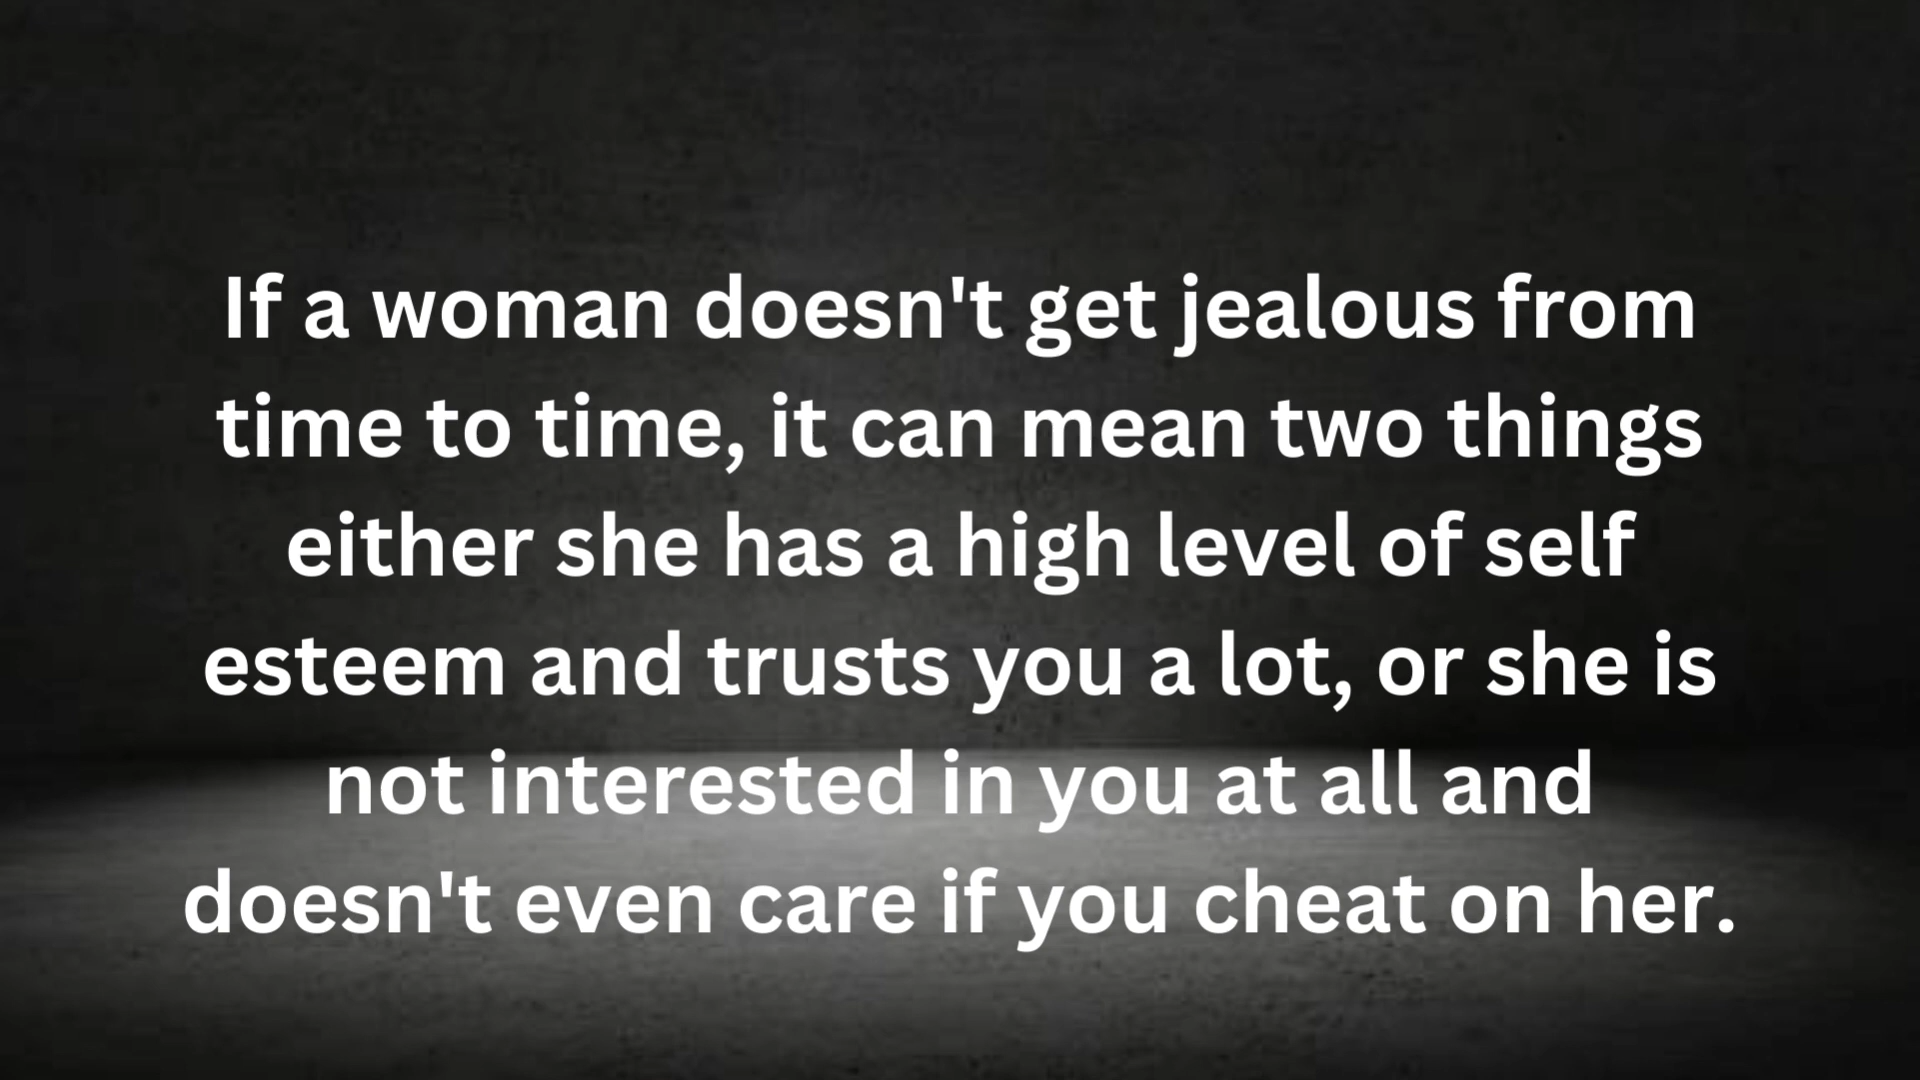 If a woman doesn't get jealous from
time to time, it can mean two things
either she has a high level of self
esteem and trusts you a lot, or she is
not interested in you at all and
doesn't even care if you cheat on her.